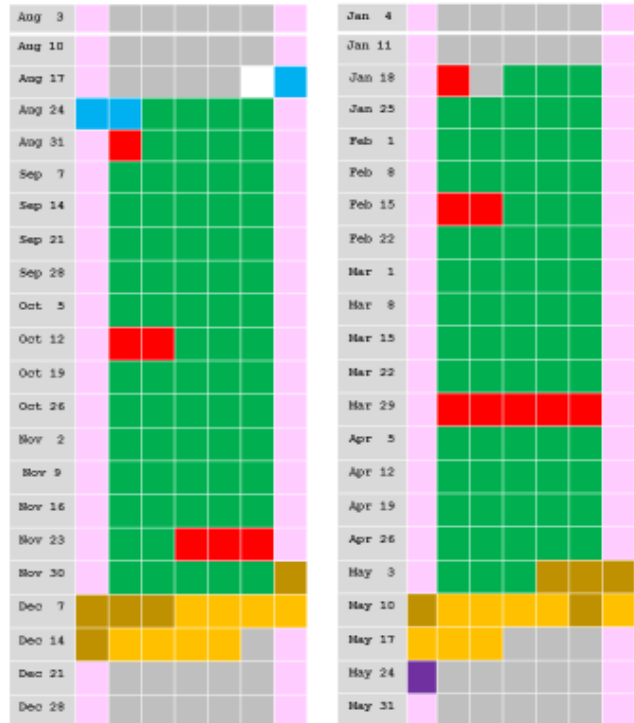 Aug 3
Aug 10
Aug 17
Aug 24
Aug 31
Sep 7
Sep 14
Sep 21
Sep 28
Oct 5
Oct 12
Oct 19
Oct 26
Nov 2
Nov 9
Nov 16
Nov 23
Nov 30
Dec 7
Dec 14
Dec 21
Dec 28
Jan 4
Jan 11
Jan 18
Jan 25
Feb 1
Feb 8
Feb 15
Feb 22
Mar 1
Mar 8
Mar 15
Mar 22
Mar 29
Apr 5
Apr 12
Apr 19
Apr 26
May 3
May 10
May 17
May 24
May 31